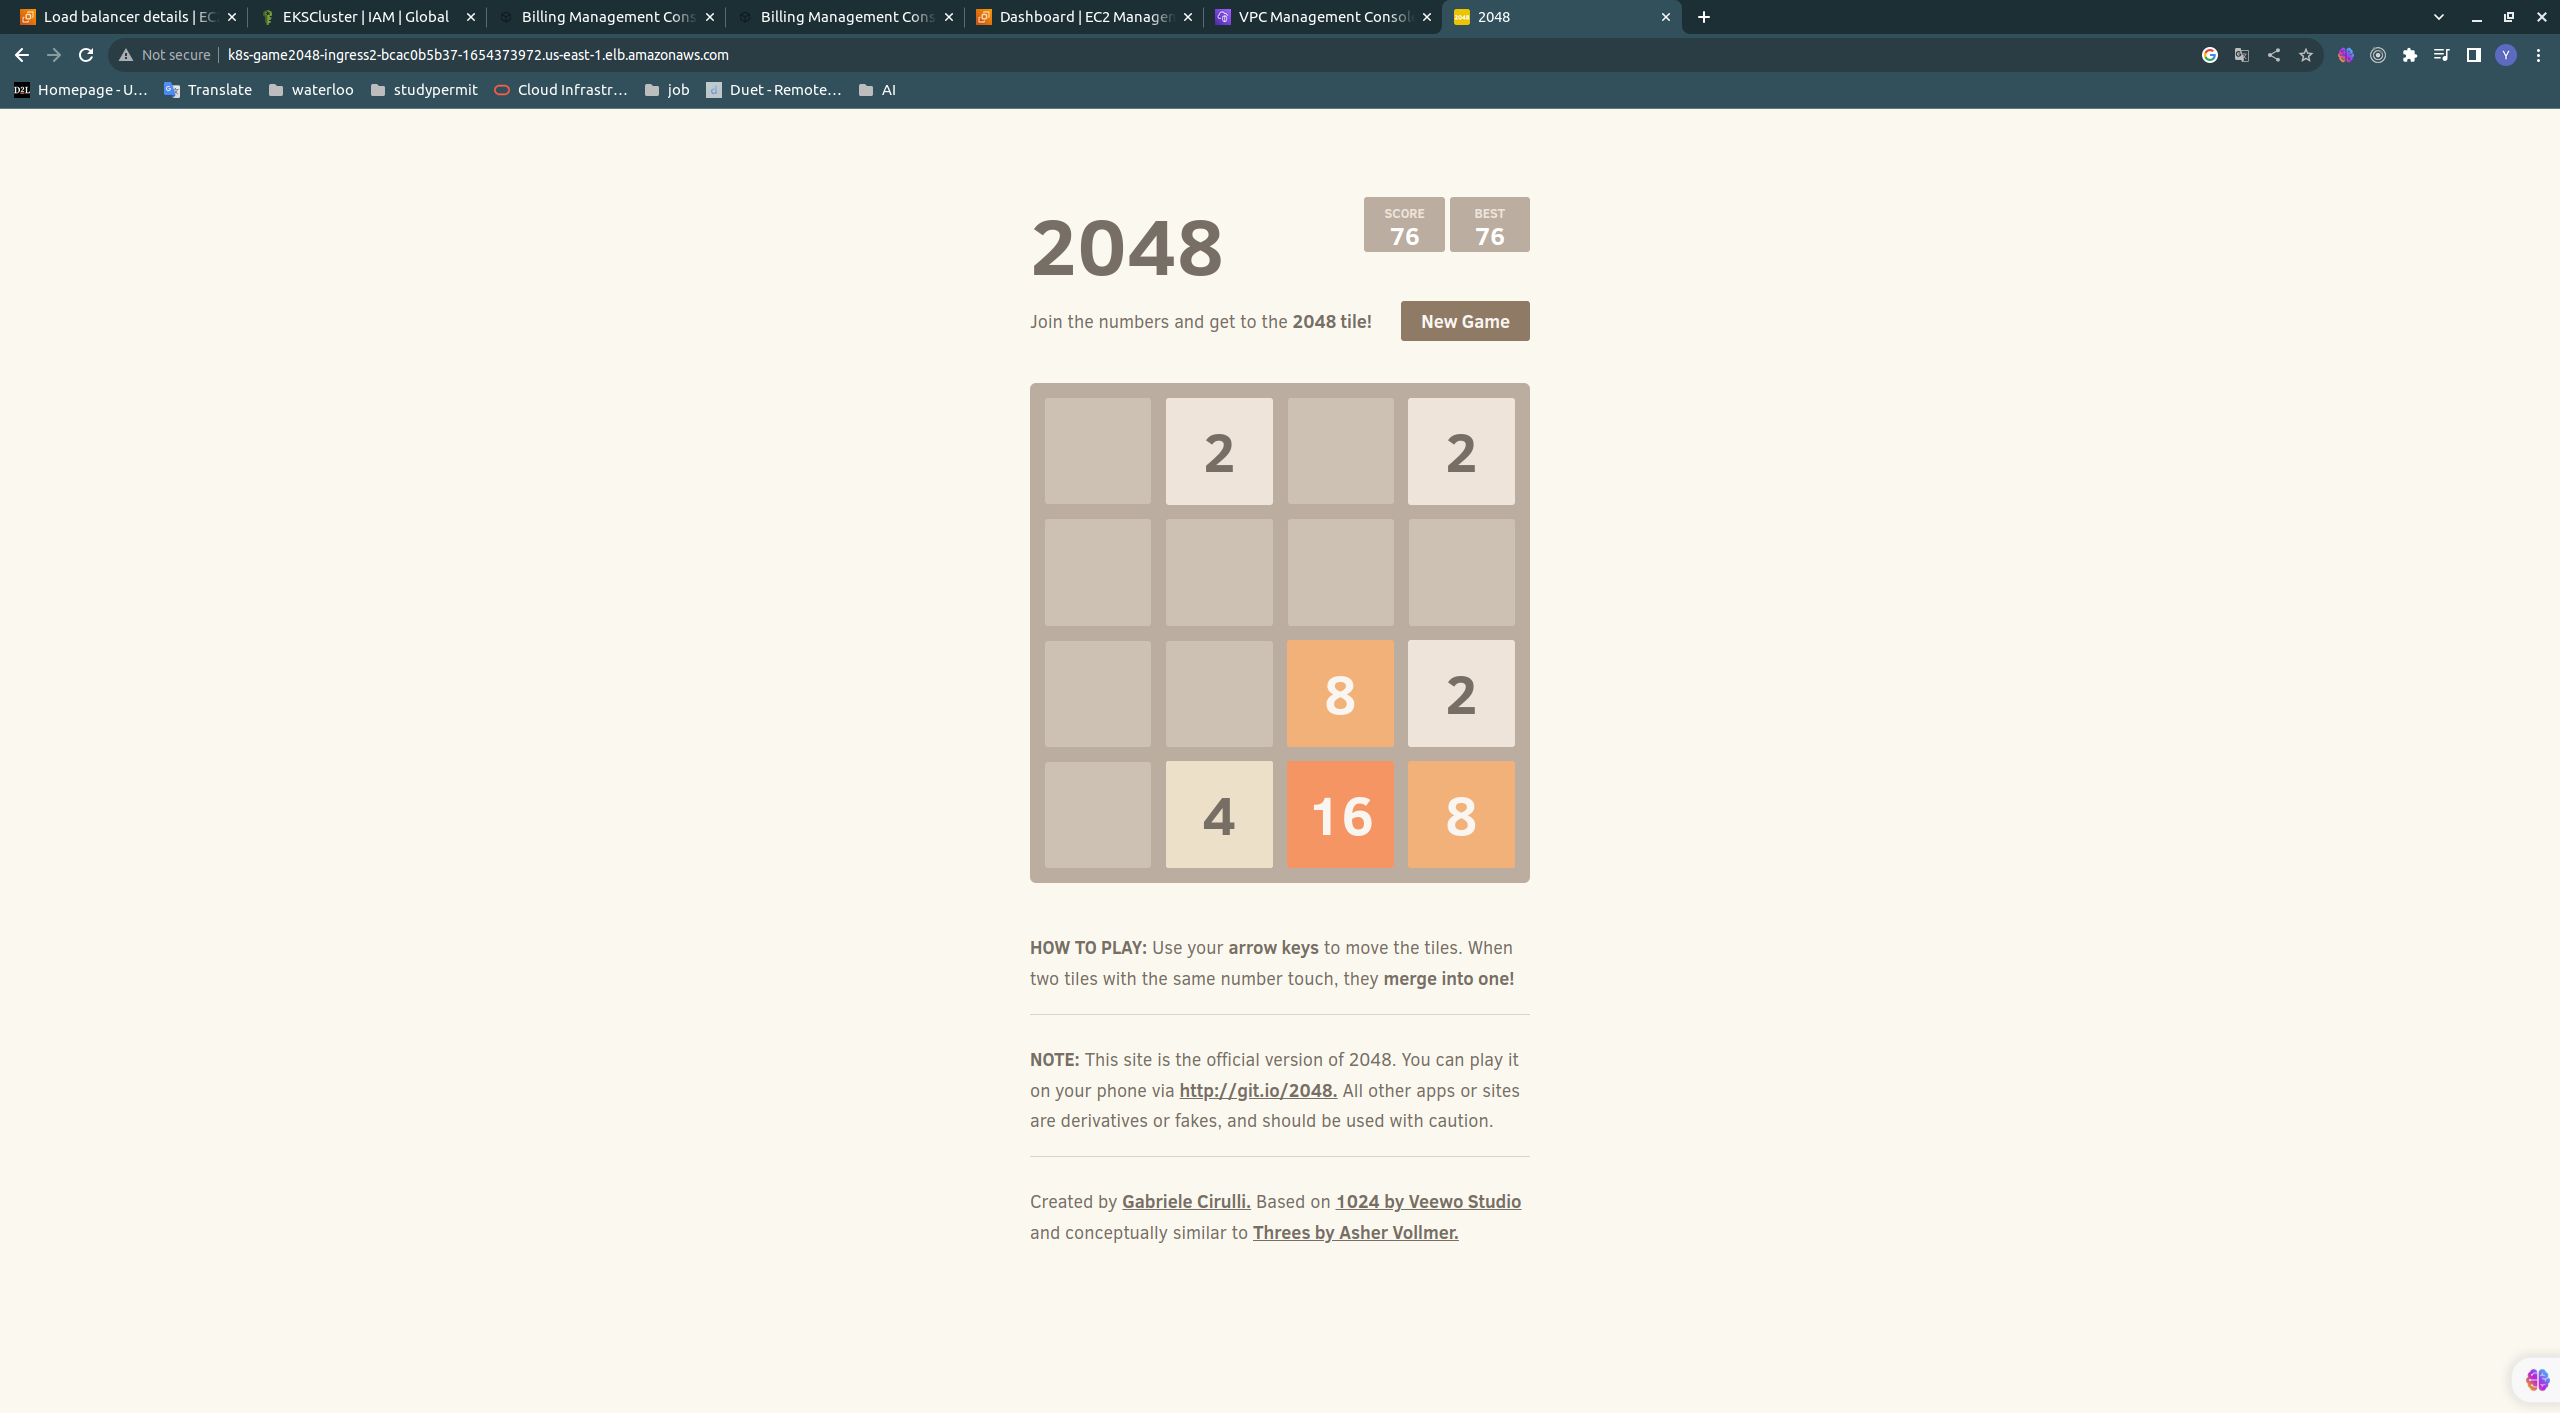 Load balancer details | EC
EKSCluster | IAM | Global
Billing Management Cons
Billing Management Cons
Dashboard | EC2 Managem
VPC Management Consol
2048
Not secure
k8s-game2048-ingress2-bcac0b5b37-1654373972.us-east-1.elb.amazonaws.com
Y
D2L
Homepage - U...
Translate
waterloo
studypermit
Cloud Infrastr...
job
d
Duet - Remote...
AI
2048
SCORE
76
BEST
76
Join the numbers and get to the 2048 tile!
New Game
2 2
8 2
4 16 8
HOW TO PLAY: Use your arrow keys to move the tiles. When
two tiles with the same number touch, they merge into one!
NOTE: This site is the official version of 2048. You can play it
on your phone via http://git.io/2048. All other apps or sites
are derivatives or fakes, and should be used with caution.
Created by Gabriele Cirulli. Based on 1024 by Veewo Studio
and conceptually similar to Threes by Asher Vollmer.